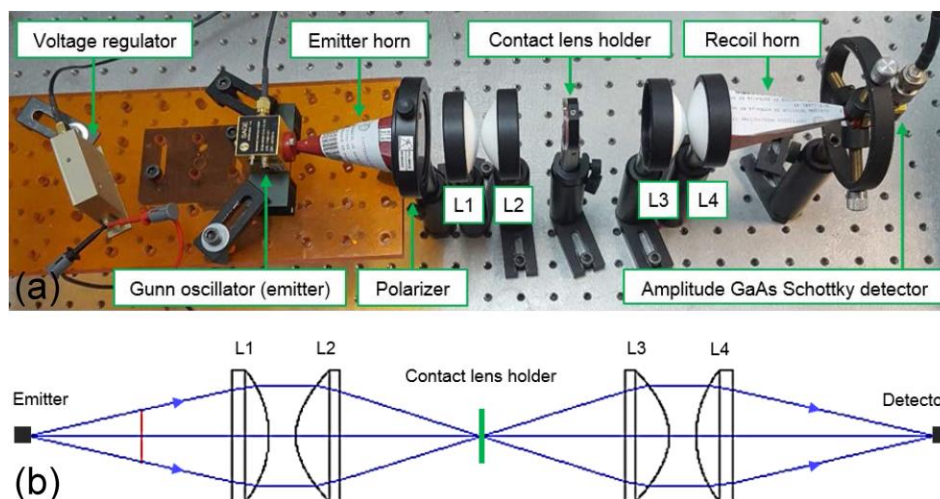 Voltage regulator
Emitter horn
Contact lens holder
Recoil horn
L1
L2
L3
L4
(a)
Gunn oscillator (emitter)
Polarizer
Amplitude GaAs Schottky detector
L1
L2
L3
L4
Contact lens holder
Emitter
Detecto
(b)